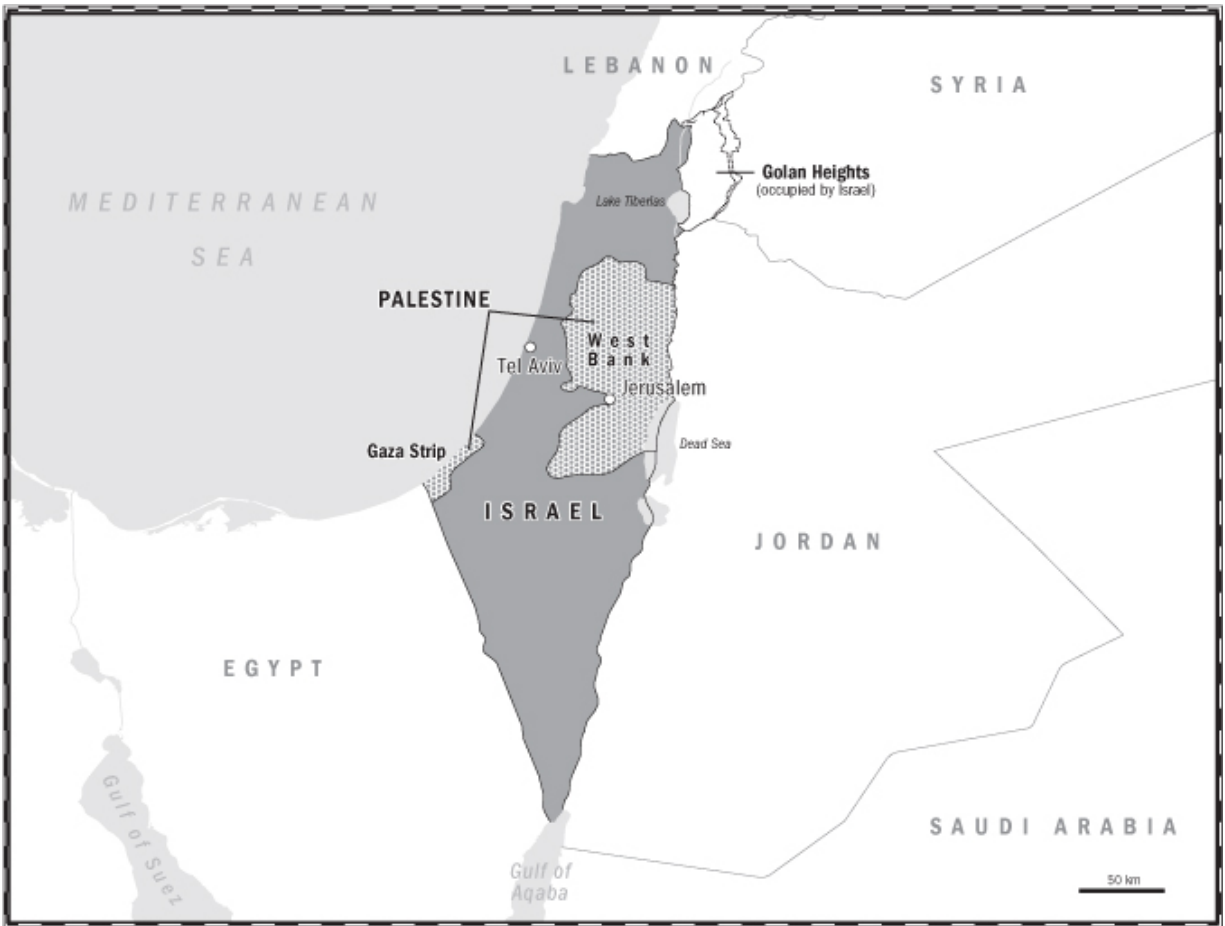 LEBANON
SYRIA
Golan Heights
(occupied by Israel)
MEDITERRANEAN
SEA
Lake Tiberias
PALESTINE
West
Bank
Tel Aviv
Jerusalem
Gaza Strip
Dead Sea
ISRAEL
JORDAN
EGYPT
Gulf of Suez
Gulf of
Aqaba
SAUDI ARABIA
50 km